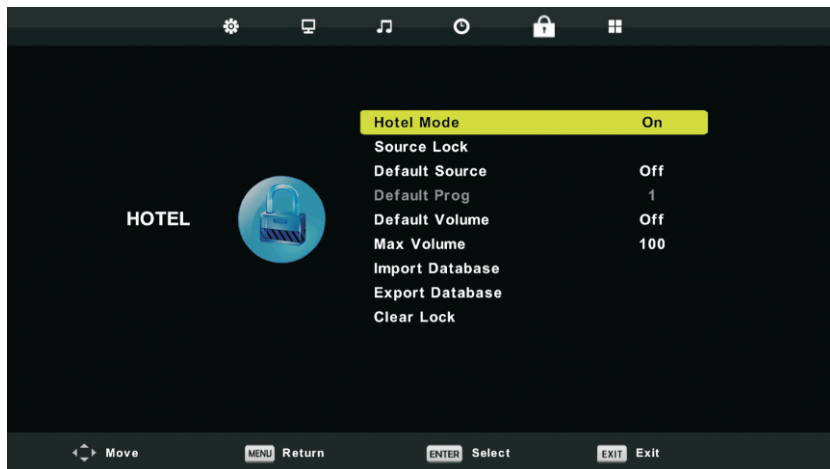 Hotel Mode On
Source Lock
Default Source Off
Default Prog 1
HOTEL
Default Volume Off
Max Volume 100
Import Database
Export Database
Clear Lock
Move MENU Return ENTER Select EXIT Exit